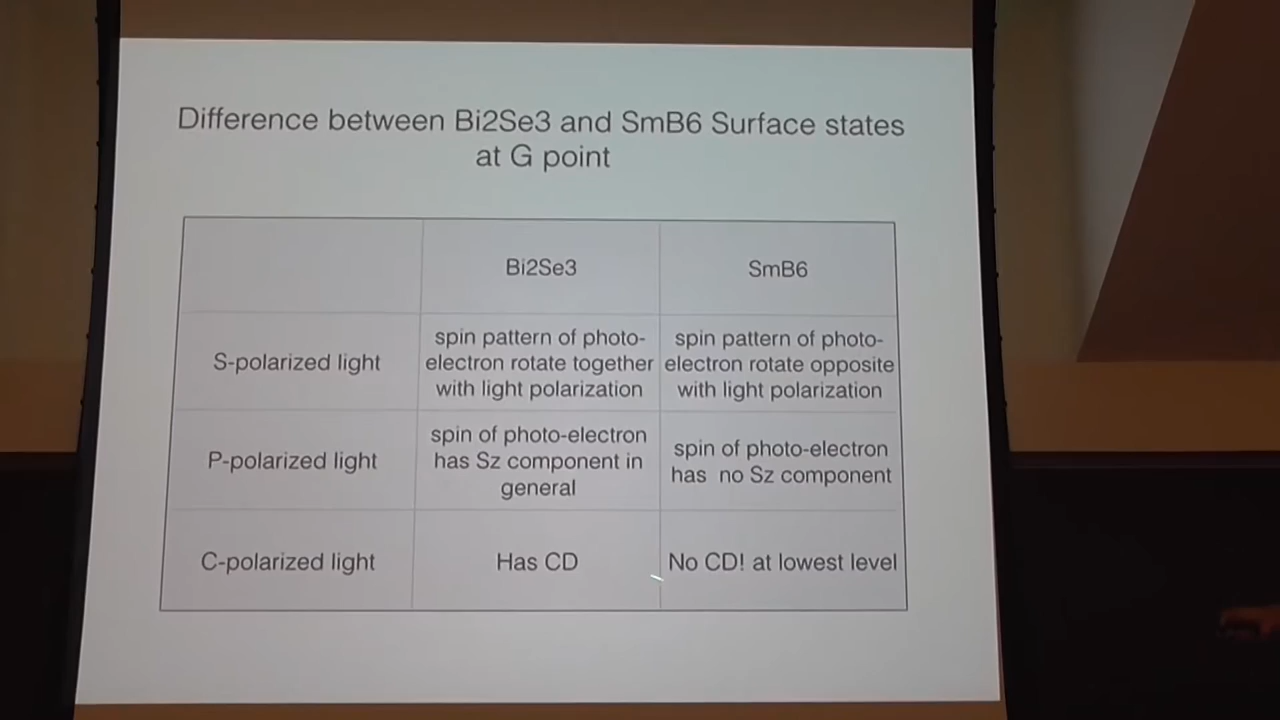 Difference between Bi2Se3 and SmB6 Surface states
at G point
Bi2Se3
SmB6
S-polarized light
spin pattern of photo-
electron rotate together
with light polarization
spin pattern of photo-
electron rotate opposite
with light polarization
P-polarized light
spin of photo-electron
has Sz component in
general
spin of photo-electron
has no Sz component
C-polarized light
Has CD
No CD! at lowest level